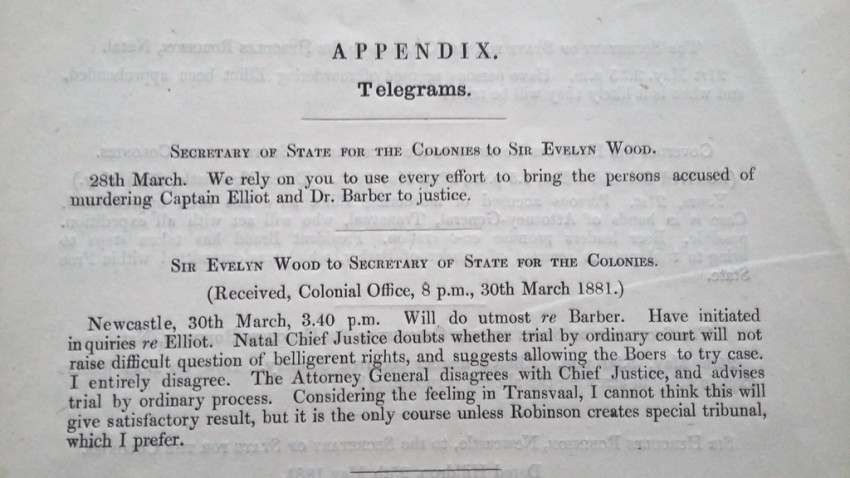 APPENDIX.
Telegrams.
SECRETARY OF STATE FOR THE COLONIES to SIR EVELYN WOOD.
28th March. We rely on you to use every effort to bring the persons accused of
murdering Captain Elliot and Dr. Barber to justice.
SIR EVELYN WOOD to SECRETARY OF STATE FOR THE COLONIES.
(Received, Colonial Office, 8 p.m., 30th March 1881.)
Newcastle, 30th March, 3.40 p.m. Will do utmost re Barber. Have initiated
inquiries re Elliot. Natal Chief Justice doubts whether trial by ordinary court will not
raise difficult question of belligerent rights, and suggests allowing the Boers to try case.
I entirely disagree. The Attorney General disagrees with Chief Justice, and advises
trial by ordinary process. Considering the feeling in Transvaal, I cannot think this will
give satisfactory result, but it is the only course unless Robinson creates special tribunal,
which I prefer.